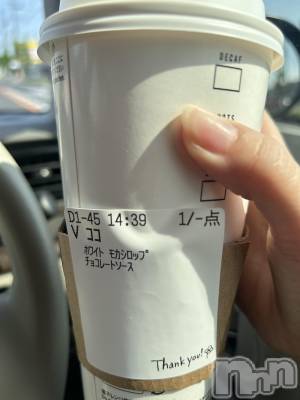 DECAF
D1-45 14:39 1/-点
V ココ
ホワイト モカシロップ
チョコレートソース
Thank you!